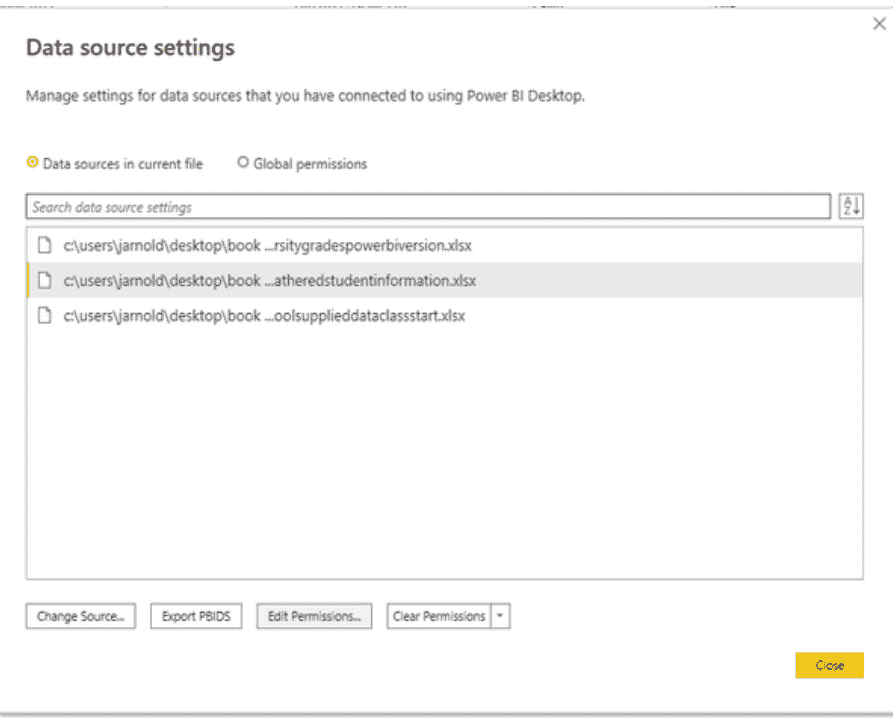 Data source settings
Manage settings for data sources that you have connected to using Power BI Desktop.
Data sources in current file Global permissions
Search data source settings
c:\users\jarnold\desktop\book ...rsitygradespowerbiversion.xlsx
c:\users\jarnold\desktop\book ...atheredstudentinformation.xlsx
c:\users\jarnold\desktop\book ...oolsupplieddataclassstart.xlsx
Change Source... Export PBIDS Edit Permissions... Clear Permissions
Close